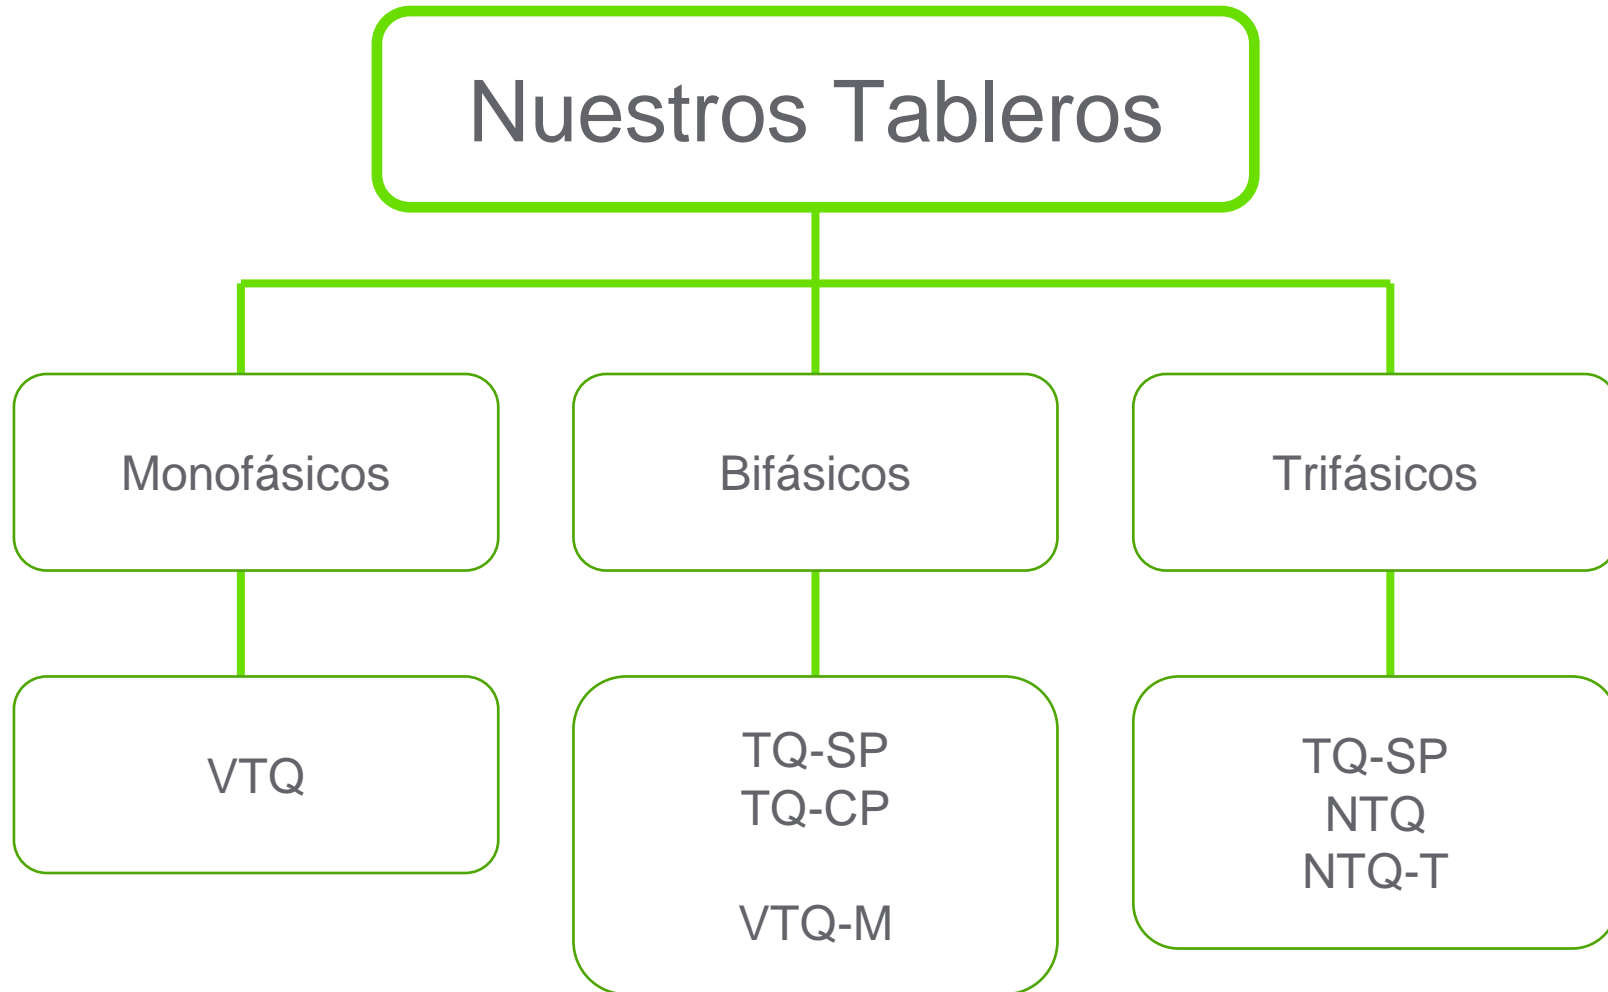 Nuestros Tableros
Monofásicos
Bifásicos
Trifásicos
VTQ
TQ-SP
TQ-CP
VTQ-M
TQ-SP
NTQ
NTQ-T